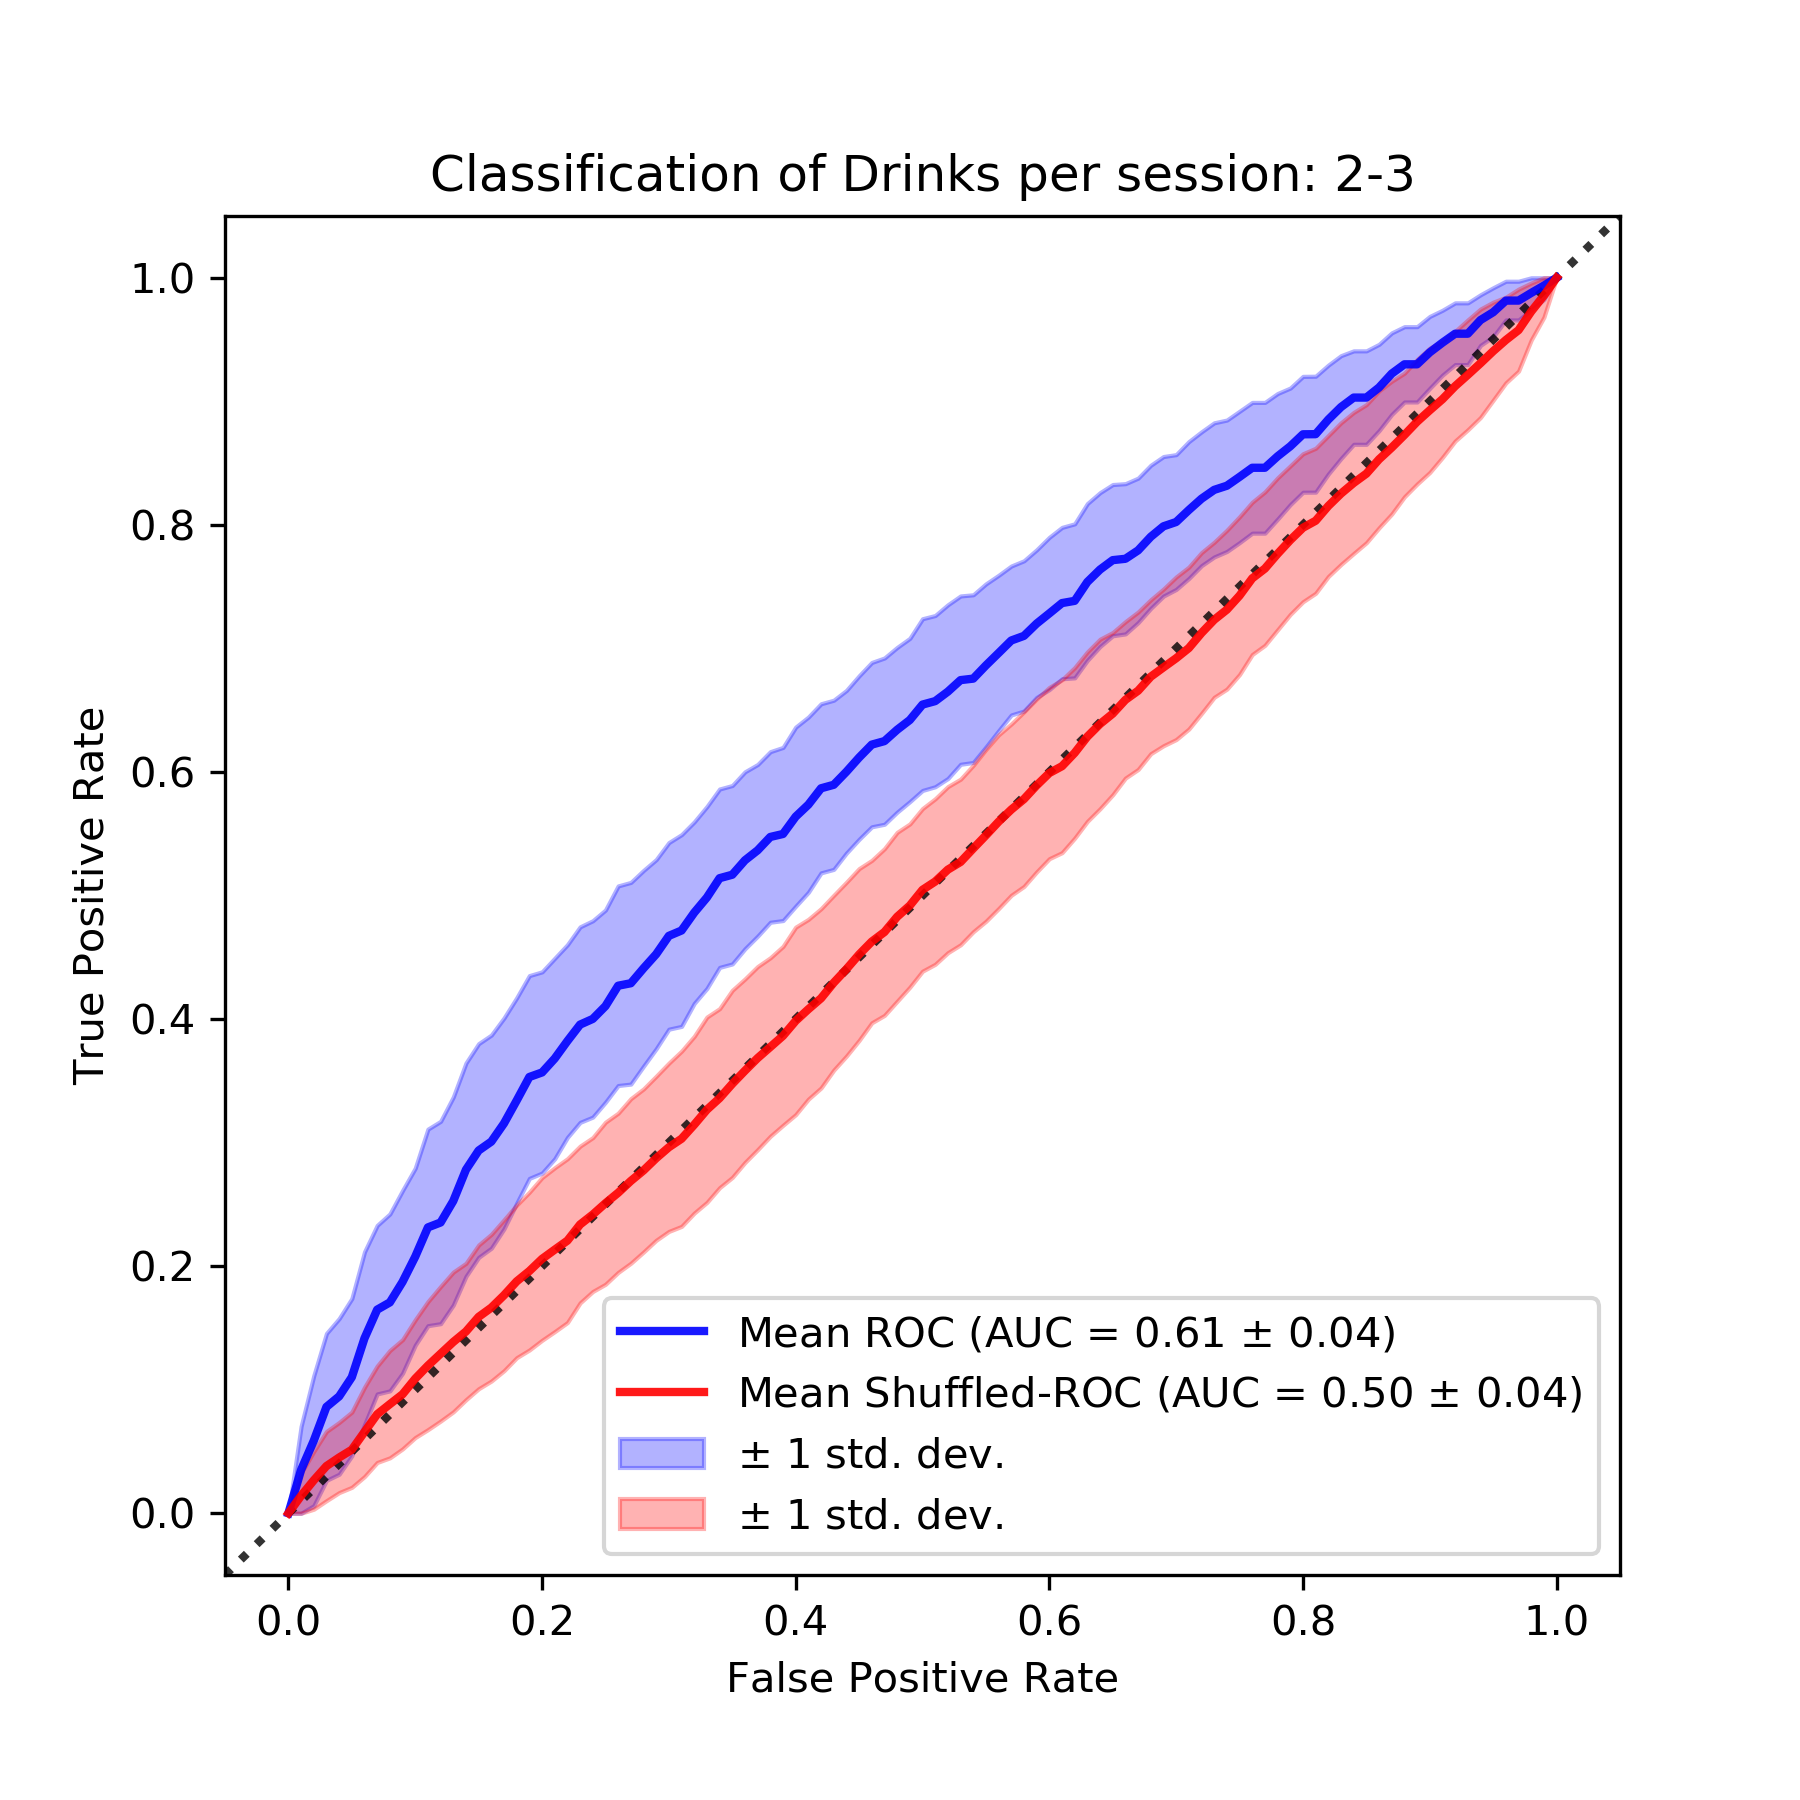 Classification of Drinks per session: 2-3
1.0
0.8
0.6
0.4
0.2
0.0
True Positive Rate
Mean ROC (AUC = 0.61 ± 0.04)
Mean Shuffled-ROC (AUC = 0.50 ± 0.04)
± 1 std. dev.
± 1 std. dev.
0.0 0.2 0.4 0.6 0.8 1.0
False Positive Rate